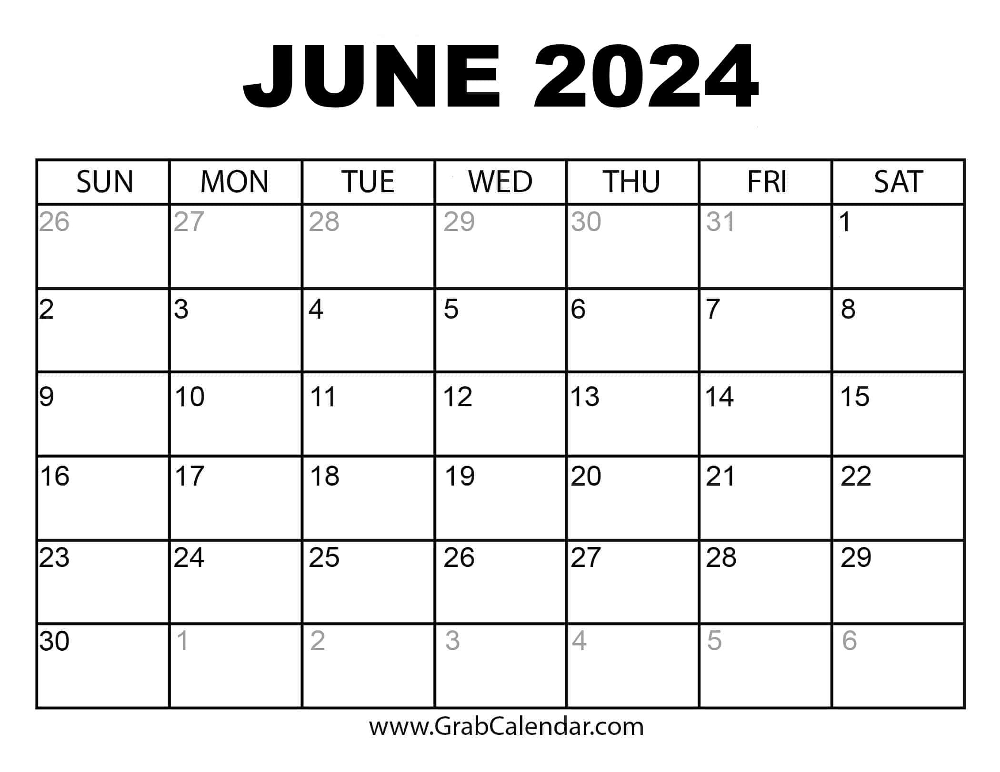 JUNE 2024
SUN MON TUE WED THU FRI SAT
26 27 28 29 30 31 1
2 3 4 5 6 7 8
9 10 11 12 13 14 15
16 17 18 19 20 21 22
23 24 25 26 27 28 29
30 1 2 3 4 5 6
www.GrabCalendar.com